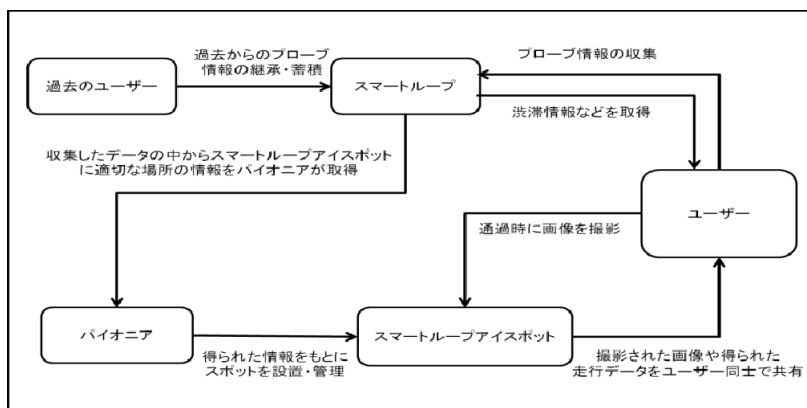 過去のユーザー
過去からのプローブ
情報の継承・蓄積
スマートループ
プローブ情報の収集
渋滞情報などを取得
収集したデータの中からスマートループアイスポット
に適切な場所の情報をパイオニアが取得
ユーザー
通過時に画像を撮影
パイオニア
得られた情報をもとに
スポットを設置・管理
スマートループアイスポット
撮影された画像や得られた
走行データをユーザー同士で共有